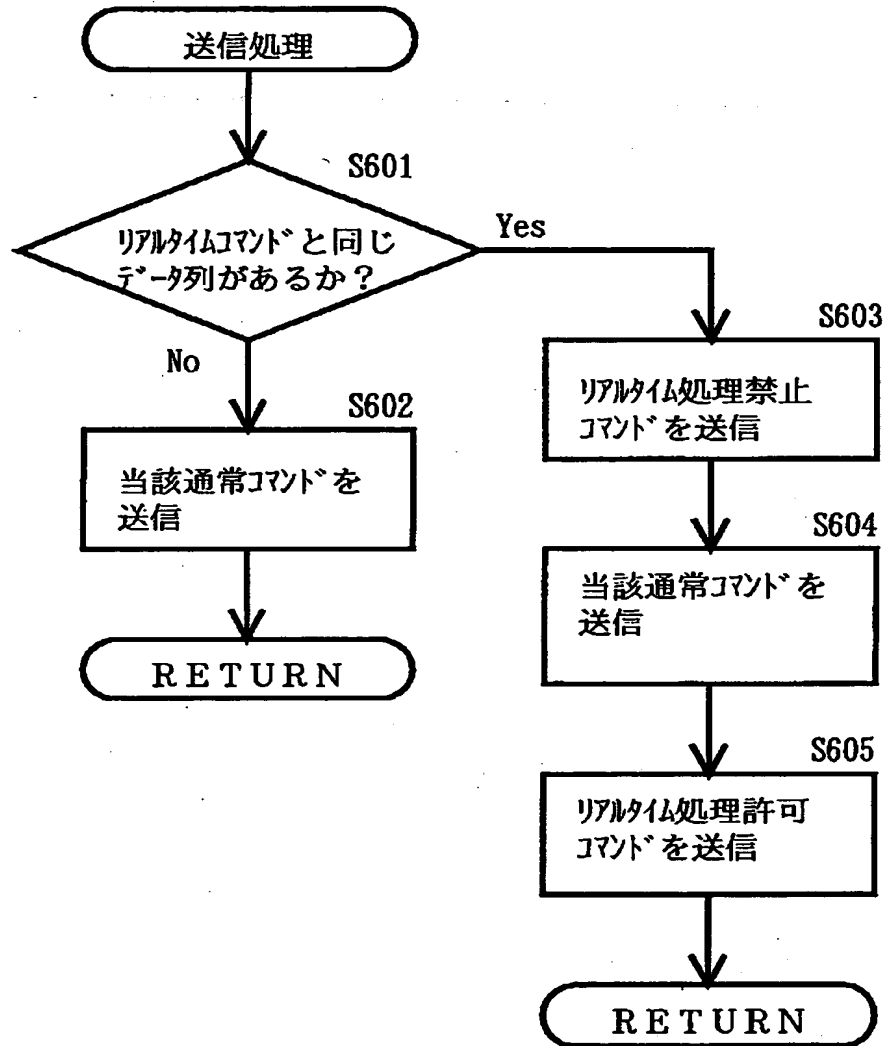 送信処理
S601
ﾘｱﾙﾀｲﾑｺﾏﾝﾄﾞと同じ
ﾃﾞｰﾀ列があるか？
Yes
No
S602
当該通常ｺﾏﾝﾄﾞを
送信
RETURN
S603
ﾘｱﾙﾀｲﾑ処理禁止
ｺﾏﾝﾄﾞを送信
S604
当該通常ｺﾏﾝﾄﾞを
送信
S605
ﾘｱﾙﾀｲﾑ処理許可
ｺﾏﾝﾄﾞを送信
RETURN